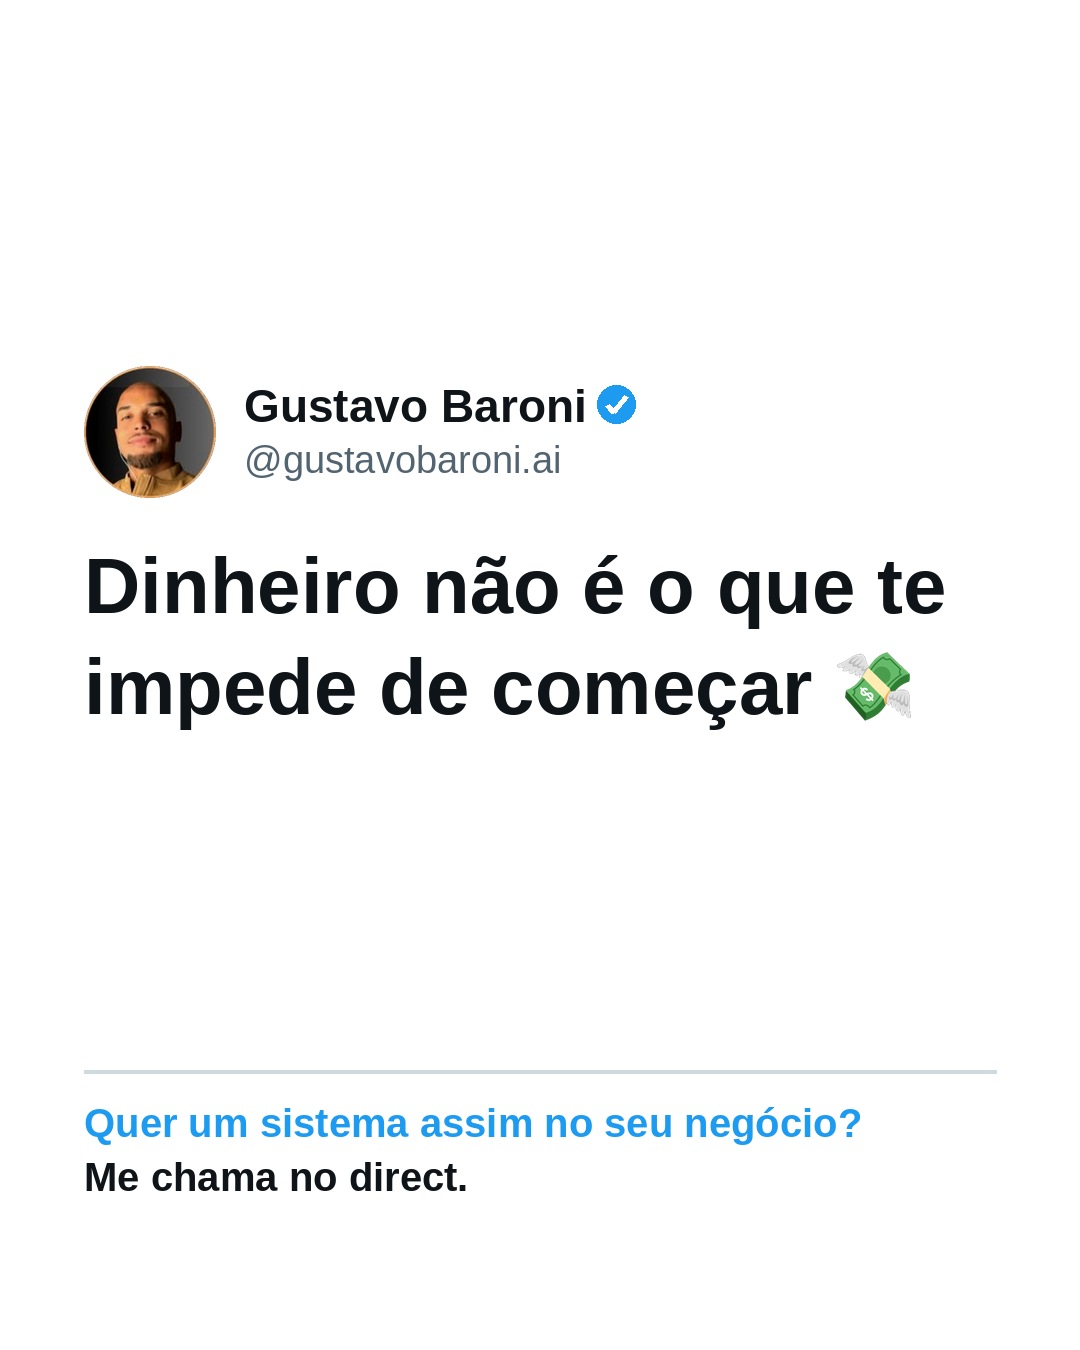 Gustavo Baroni
@gustavobaroni.ai
Dinheiro não é o que te
impede de começar 💸
Quer um sistema assim no seu negócio?
Me chama no direct.